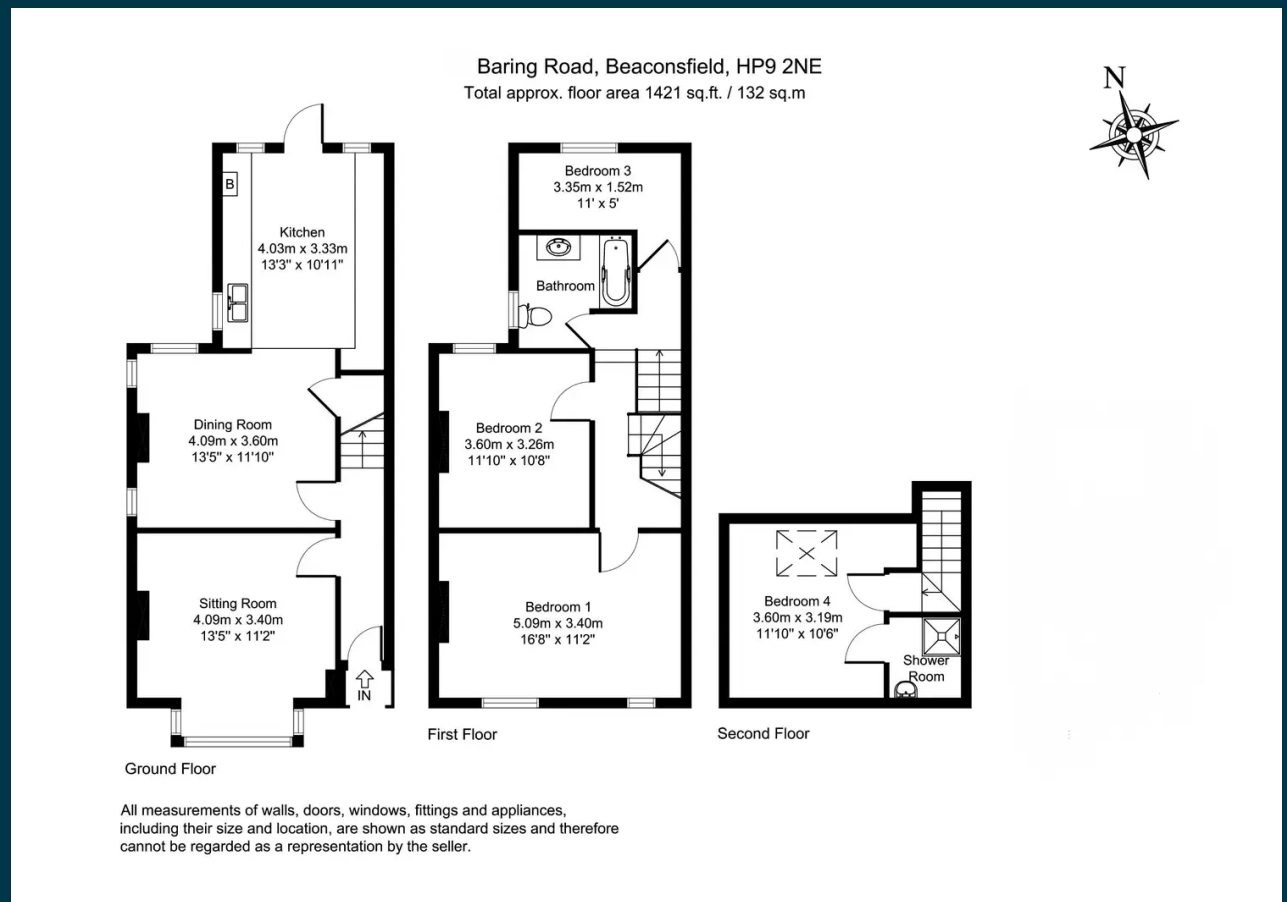 Baring Road, Beaconsfield, HP9 2NE
Total approx. floor area 1421 sq.ft. / 132 sq.m
N
B
Kitchen
4.03m x 3.33m
13'3" x 10'11"
Dining Room
4.09m x 3.60m
13'5" x 11'10"
Sitting Room
4.09m x 3.40m
13'5" x 11'2"
IN
Ground Floor
Bedroom 3
3.35m x 1.52m
11' x 5'
Bathroom
Bedroom 2
3.60m x 3.26m
11'10" x 10'8"
Bedroom 1
5.09m x 3.40m
16'8" x 11'2"
First Floor
Bedroom 4
3.60m x 3.19m
11'10" x 10'6"
Shower
Room
Second Floor
All measurements of walls, doors, windows, fittings and appliances,
including their size and location, are shown as standard sizes and therefore
cannot be regarded as a representation by the seller.